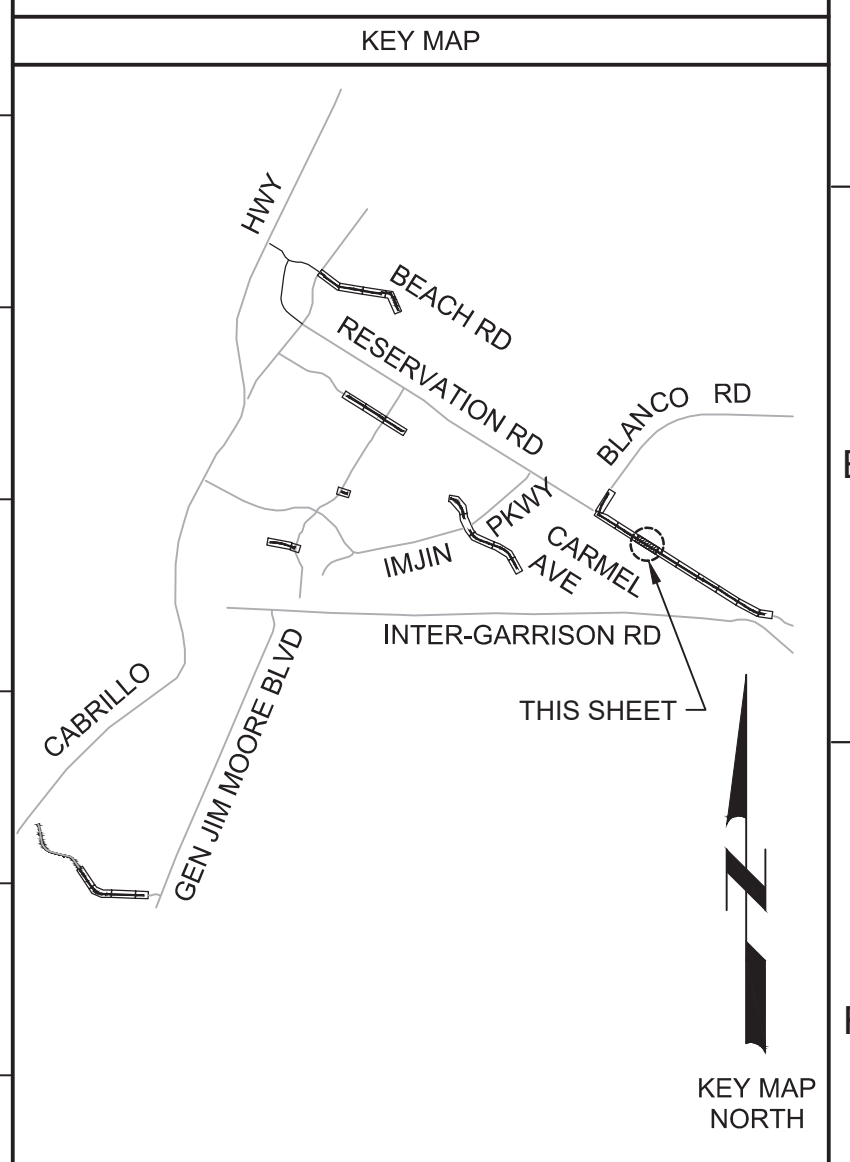 KEY MAP
HWY
BEACH RD
RESERVATION RD
BLANCO RD
PKWY
IMJIN
CARMEL
AVE
INTER-GARRISON RD
THIS SHEET
CABRILLO
GEN JIM MOORE BLVD
KEY MAP
NORTH